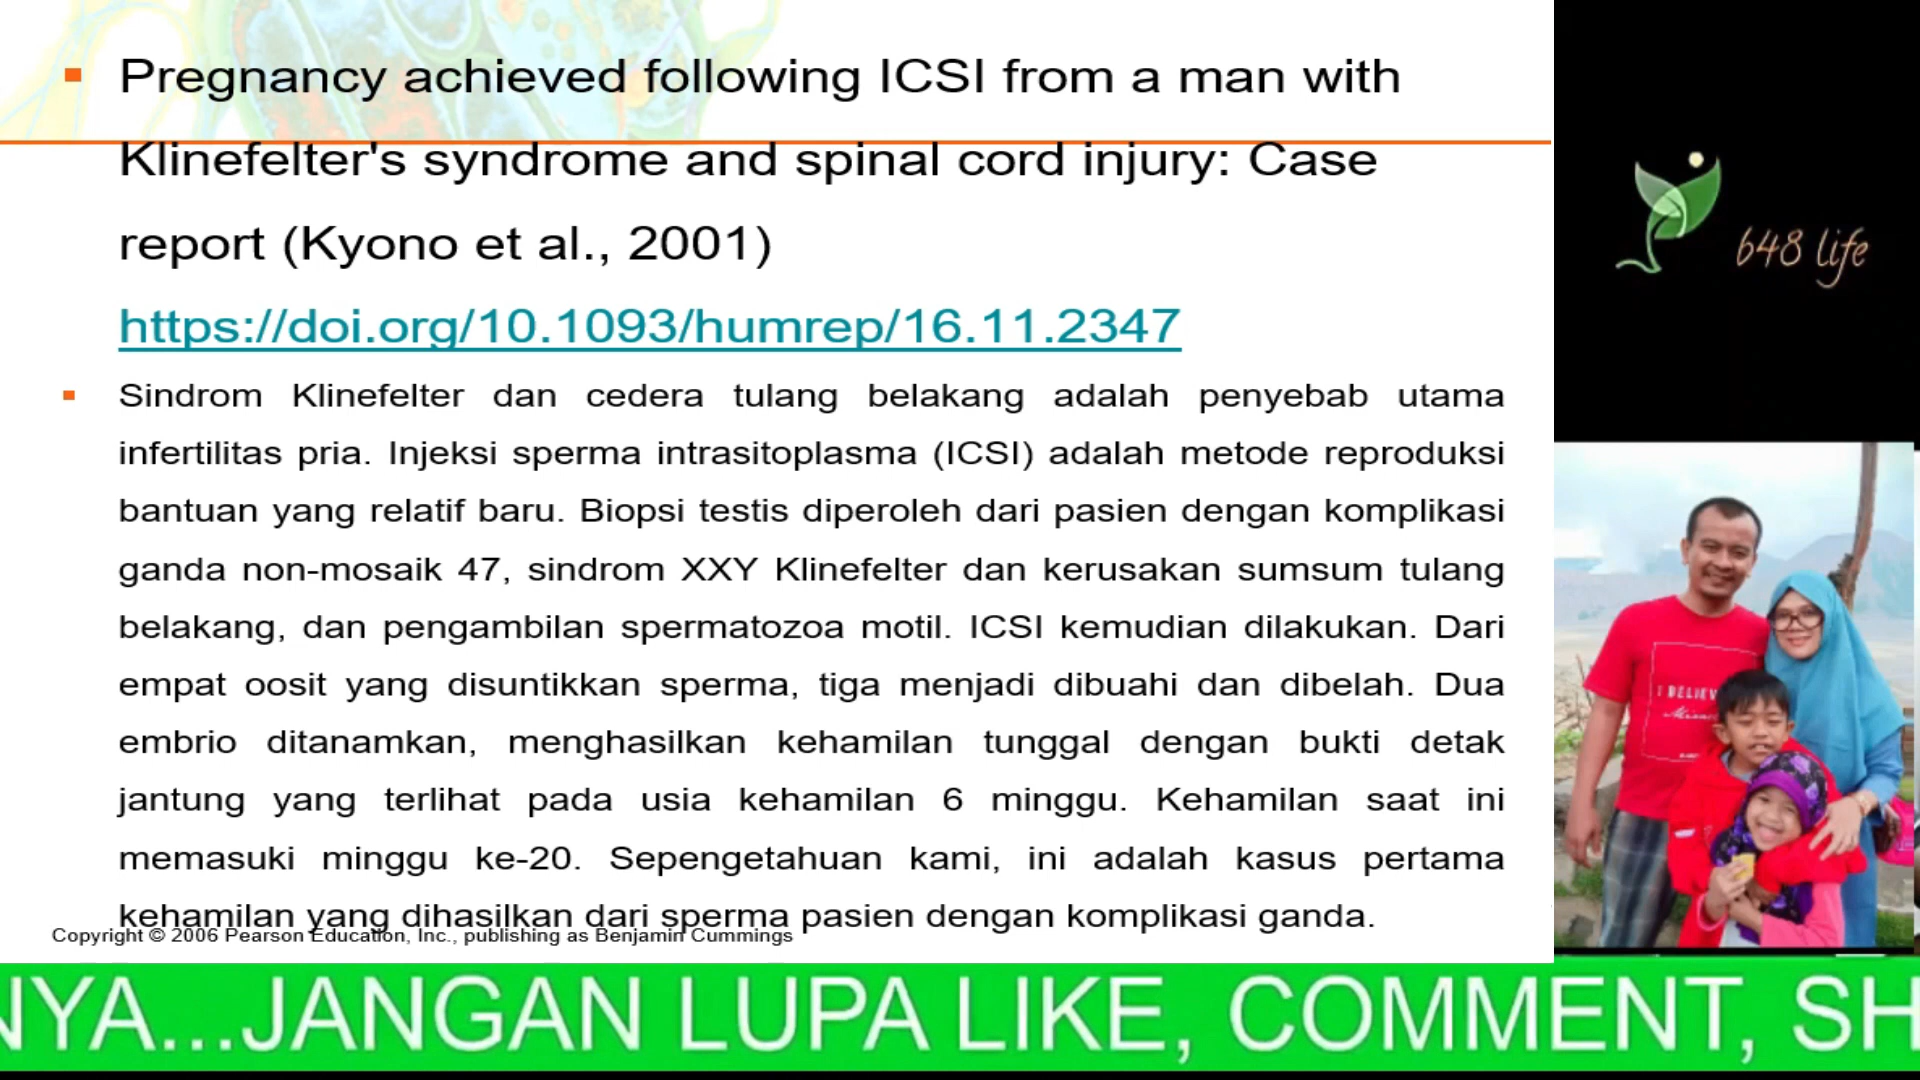 Pregnancy achieved following ICSI from a man with
Klinefelter's syndrome and spinal cord injury: Case
report (Kyono et al., 2001)
https://doi.org/10.1093/humrep/16.11.2347
Sindrom Klinefelter dan cedera tulang belakang adalah penyebab utama
infertilitas pria. Injeksi sperma intrasitoplasma (ICSI) adalah metode reproduksi
bantuan yang relatif baru. Biopsi testis diperoleh dari pasien dengan komplikasi
ganda non-mosaik 47, sindrom XXY Klinefelter dan kerusakan sumsum tulang
belakang, dan pengambilan spermatozoa motil. ICSI kemudian dilakukan. Dari
empat oosit yang disuntikkan sperma, tiga menjadi dibuahi dan dibelah. Dua
embrio ditanamkan, menghasilkan kehamilan tunggal dengan bukti detak
jantung yang terlihat pada usia kehamilan 6 minggu. Kehamilan saat ini
memasuki minggu ke-20. Sepengetahuan kami, ini adalah kasus pertama
kehamilan yang dihasilkan dari sperma pasien dengan komplikasi ganda.
Copyright © 2006 Pearson Education, Inc., publishing as Benjamin Cummings
648 life
I BELIEV
NYA...JANGAN LUPA LIKE, COMMENT, SH